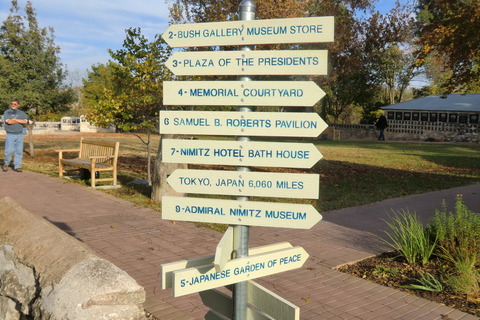 2-BUSH GALLERY MUSEUM STORE
3-PLAZA OF THE PRESIDENTS
4-MEMORIAL COURTYARD
6 SAMUEL B. ROBERTS PAVILION
7-NIMITZ HOTEL BATH HOUSE
TOKYO, JAPAN 6,060 MILES
9-ADMIRAL NIMITZ MUSEUM
5-JAPANESE GARDEN OF PEACE